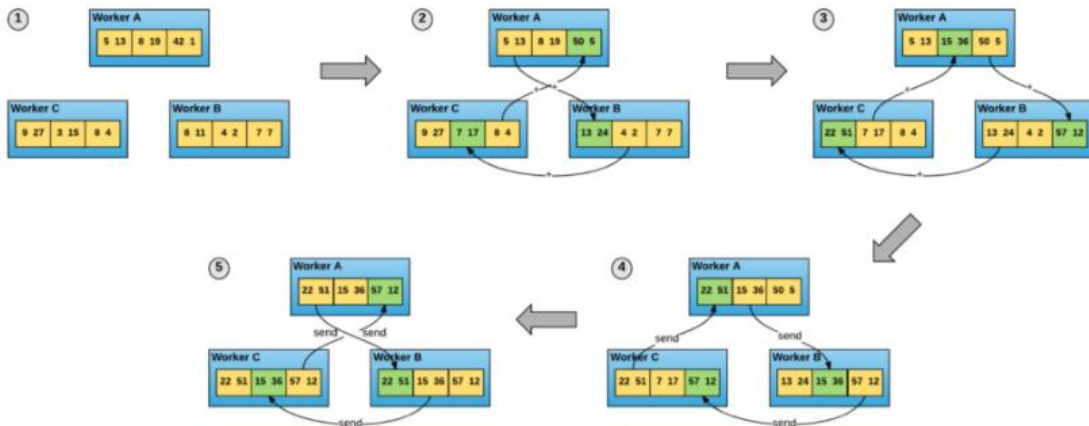 1
Worker A
5 13 8 19 42 1
Worker C
9 27 3 15 8 4
Worker B
8 11 4 2 7 7
2
Worker A
5 13 8 19 50 5
+ +
Worker C
9 27 7 17 8 4
Worker B
13 24 4 2 7 7
+
3
Worker A
5 13 15 36 50 5
+ +
Worker C
22 51 7 17 8 4
Worker B
13 24 4 2 57 12
+
5
Worker A
22 51 15 36 57 12
send send
Worker C
22 51 15 36 57 12
Worker B
22 51 15 36 57 12
send
4
Worker A
22 51 15 36 50 5
send send
Worker C
22 51 7 17 57 12
Worker B
13 24 15 36 57 12
send